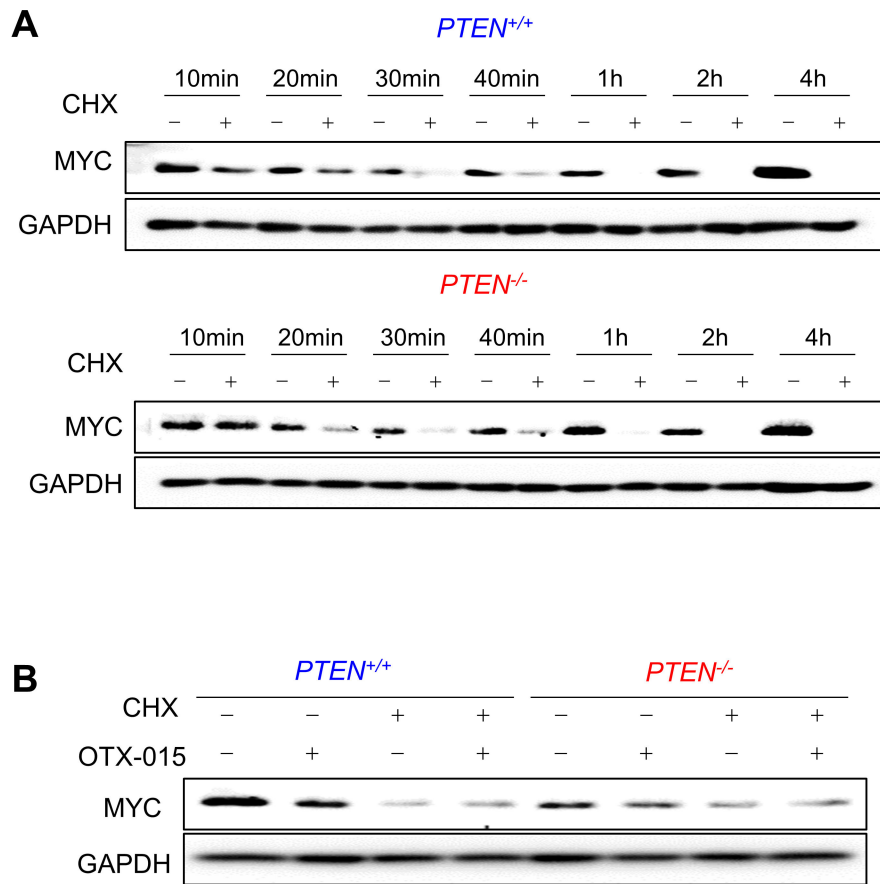 A
PTEN+/+
10min 20min 30min 40min 1h 2h 4h
CHX
− + − + − + − + − + − + − +
MYC
GAPDH
PTEN-/-
10min 20min 30min 40min 1h 2h 4h
CHX
− + − + − + − + − + − + − +
MYC
GAPDH
B
PTEN+/+ PTEN-/-
CHX − − + + − − + +
OTX-015 − + − + − + − +
MYC
GAPDH